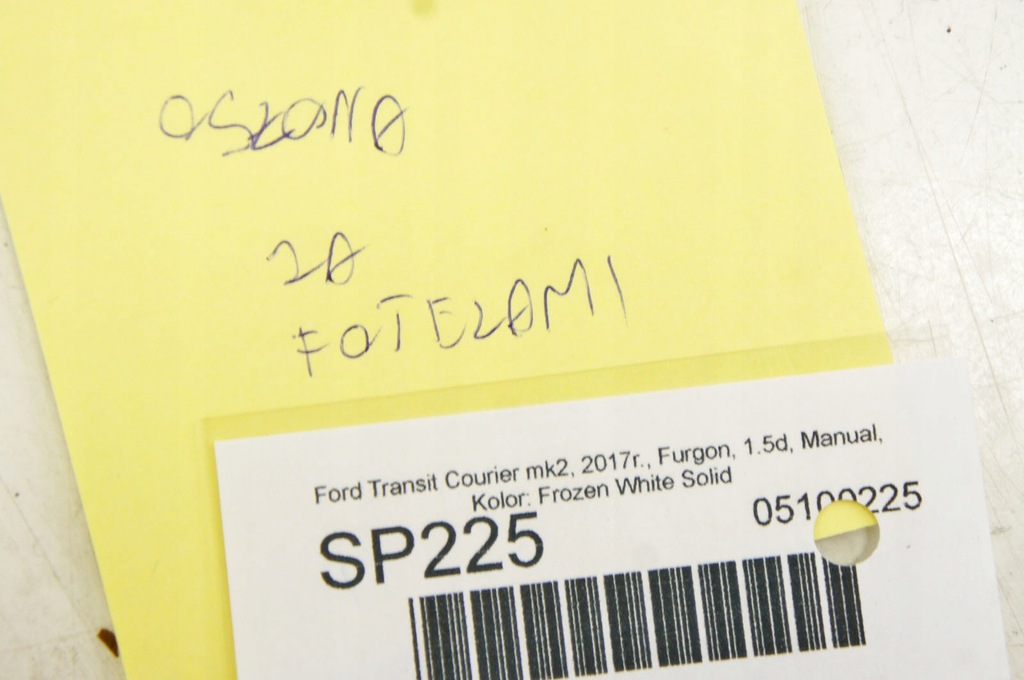 OSŁONA
ZA
FOTELAMI
Ford Transit Courier mk2, 2017r., Furgon, 1.5d, Manual,
Kolor: Frozen White Solid
SP225
05100225